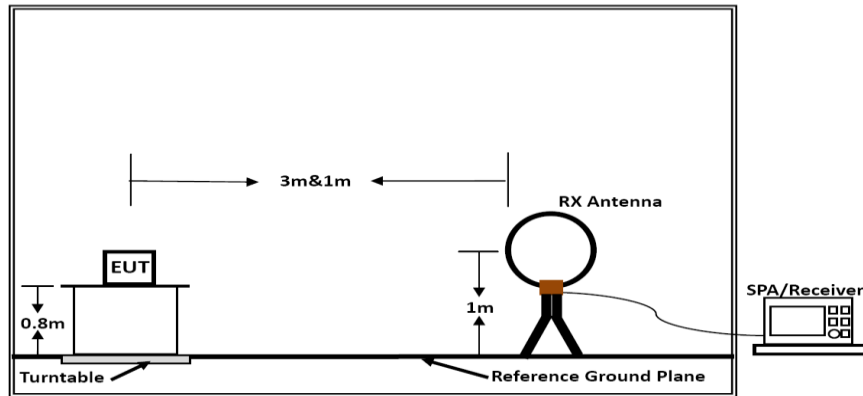 3m&1m
RX Antenna
EUT
SPA/Receiver
0.8m
1m
Turntable
Reference Ground Plane